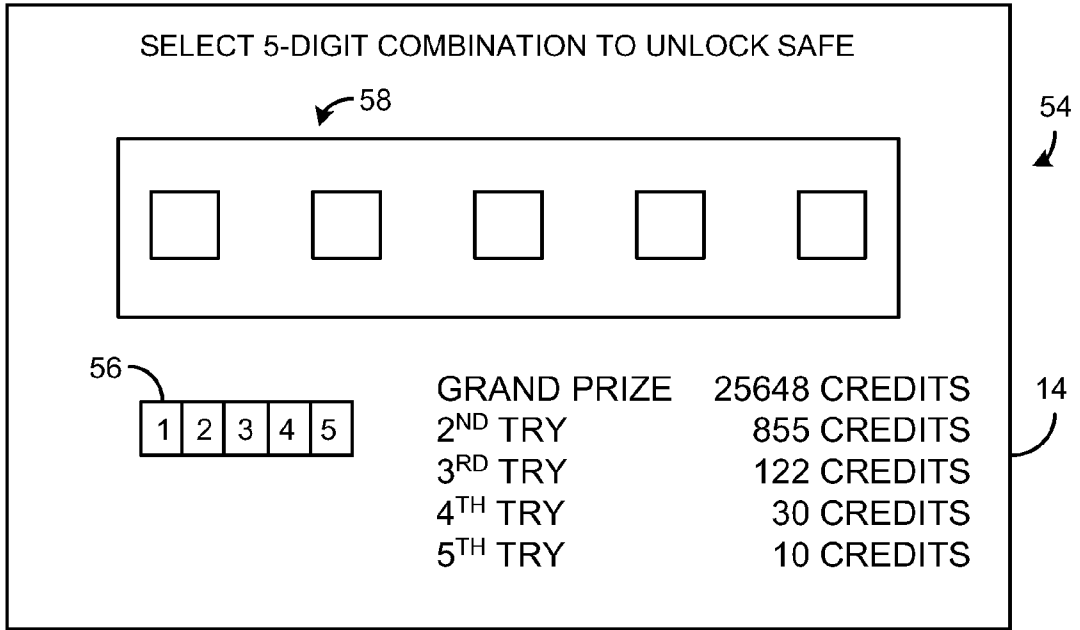 SELECT 5-DIGIT COMBINATION TO UNLOCK SAFE
58
54
56
1 2 3 4 5
GRAND PRIZE 25648 CREDITS
14
2ND TRY 855 CREDITS
3RD TRY 122 CREDITS
4TH TRY 30 CREDITS
5TH TRY 10 CREDITS